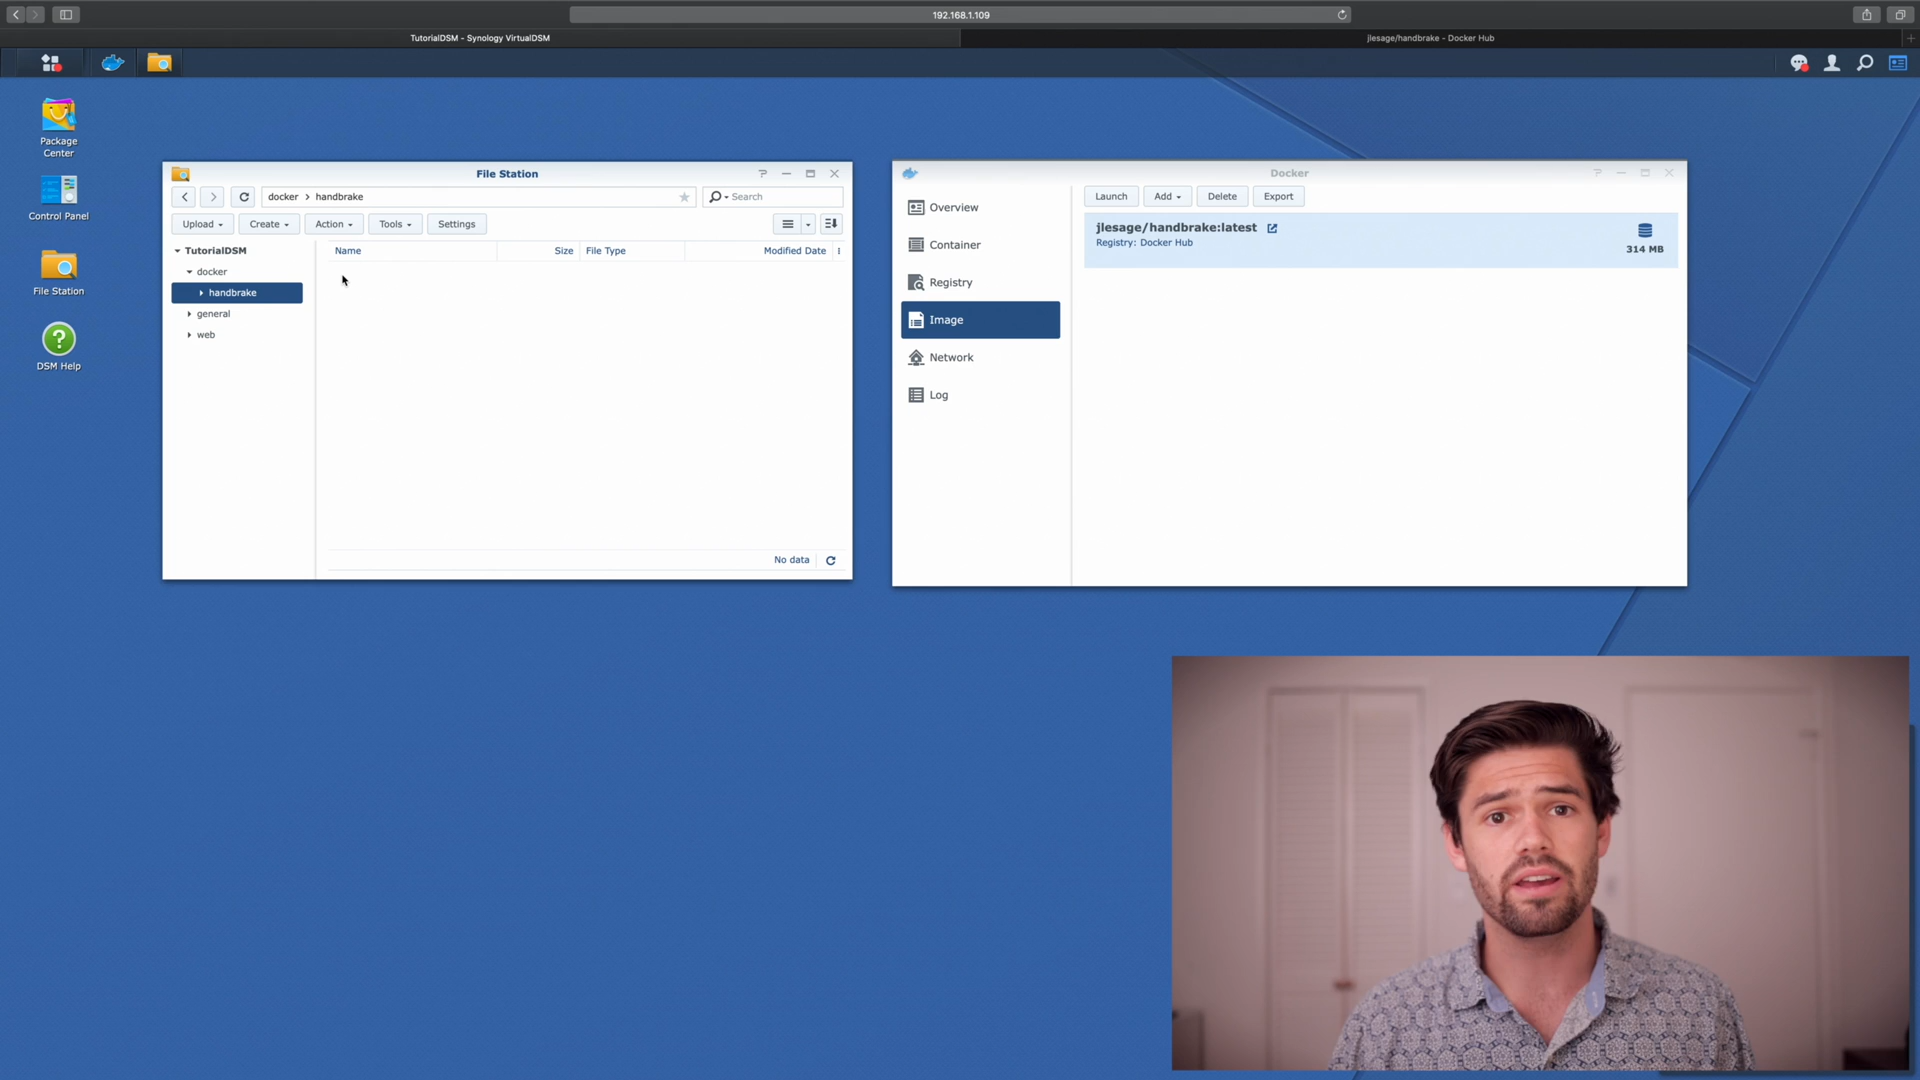 192.168.1.109
TutorialDSM - Synology VirtualDSM
jlesage/handbrake - Docker Hub
Package
Center
Control Panel
File Station
DSM Help
File Station
docker > handbrake
Search
Upload
Create
Action
Tools
Settings
TutorialDSM
docker
handbrake
general
web
Name
Size
File Type
Modified Date
No data
Docker
Overview
Container
Registry
Image
Network
Log
Launch
Add
Delete
Export
jlesage/handbrake:latest
Registry: Docker Hub
314 MB